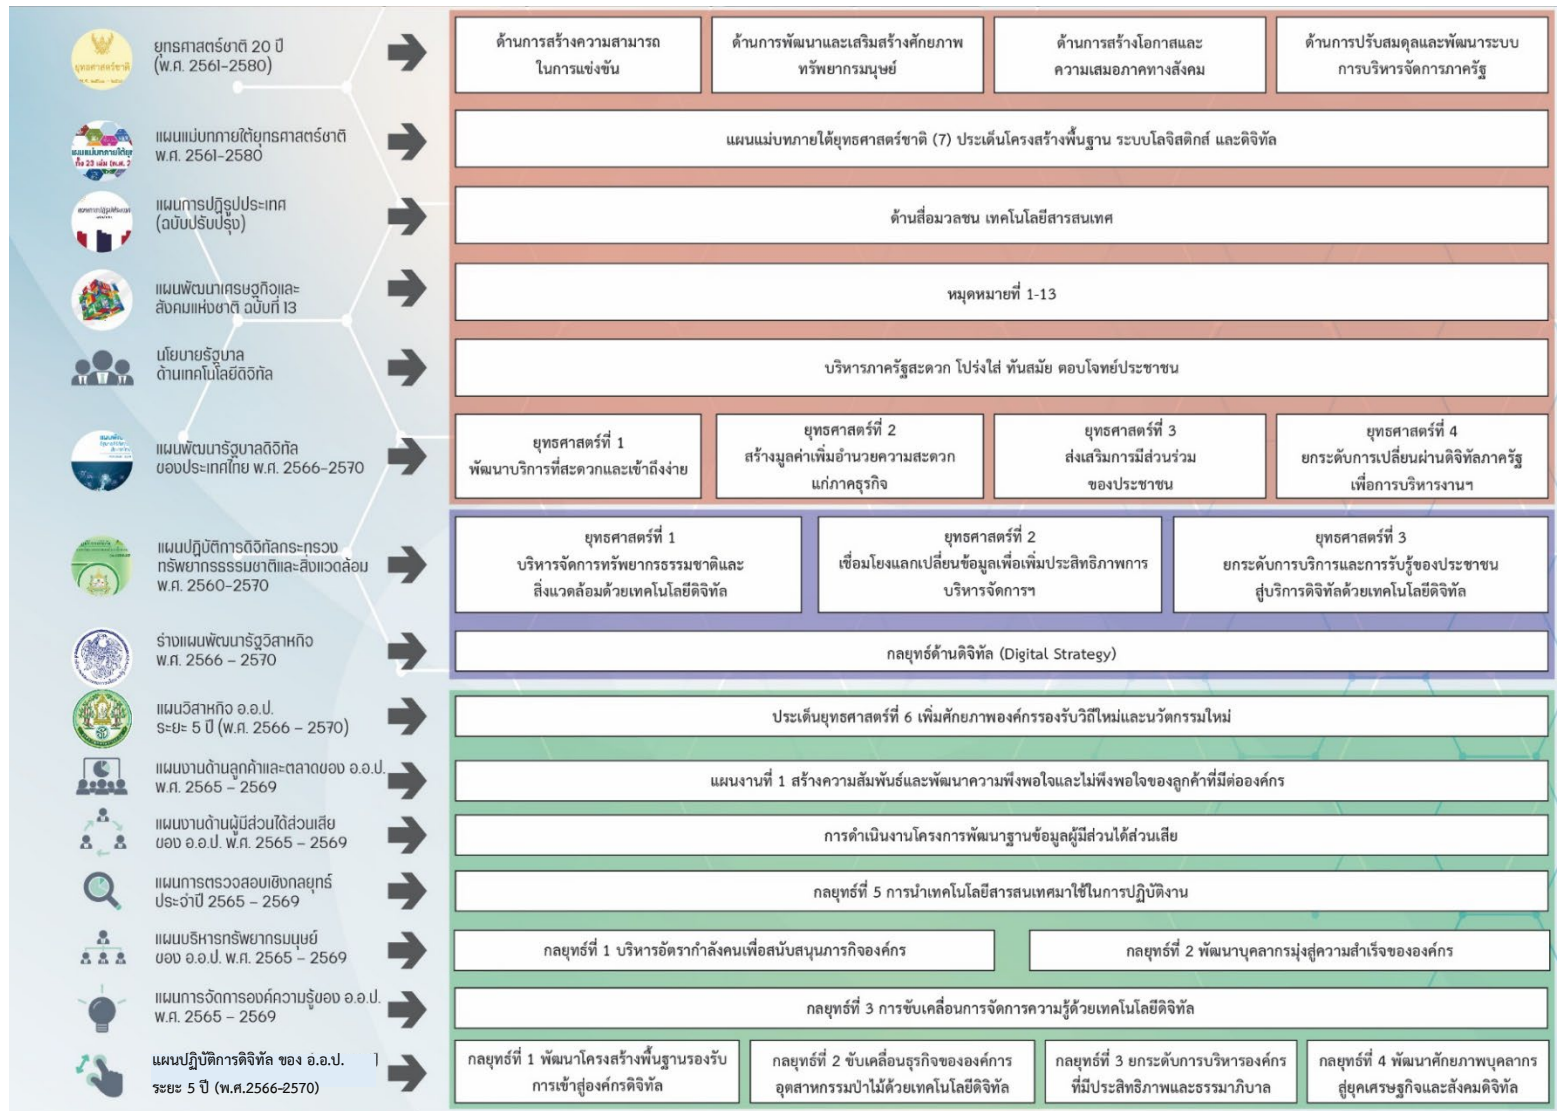 ยุทธศาสตร์ชาติ 20 ปี
(พ.ศ. 2561-2580)
ด้านการสร้างความสามารถ
ในการแข่งขัน
ด้านการพัฒนาและเสริมสร้างศักยภาพ
ทรัพยากรมนุษย์
ด้านการสร้างโอกาสและ
ความเสมอภาคทางสังคม
ด้านการปรับสมดุลและพัฒนาระบบ
การบริหารจัดการภาครัฐ
แผนแม่บทภายใต้ยุทธศาสตร์ชาติ
พ.ศ. 2561-2580
แผนแม่บทภายใต้ยุทธศาสตร์ชาติ (7) ประเด็นโครงสร้างพื้นฐาน ระบบโลจิสติกส์ และดิจิทัล
แผนการปฏิรูปประเทศ
(ฉบับปรับปรุง)
ด้านสื่อมวลชน เทคโนโลยีสารสนเทศ
แผนพัฒนาเศรษฐกิจและ
สังคมแห่งชาติ ฉบับที่ 13
หมุดหมายที่ 1-13
นโยบายรัฐบาล
ด้านเทคโนโลยีดิจิทัล
บริหารภาครัฐสะดวก โปร่งใส่ ทันสมัย ตอบโจทย์ประชาชน
แผนพัฒนารัฐบาลดิจิทัล
ของประเทศไทย พ.ศ. 2566-2570
ยุทธศาสตร์ที่ 1
พัฒนาบริการที่สะดวกและเข้าถึงง่าย
ยุทธศาสตร์ที่ 2
สร้างมูลค่าเพิ่มอำนวยความสะดวก
แก่ภาคธุรกิจ
ยุทธศาสตร์ที่ 3
ส่งเสริมการมีส่วนร่วม
ของประชาชน
ยุทธศาสตร์ที่ 4
ยกระดับการเปลี่ยนผ่านดิจิทัลภาครัฐ
เพื่อการบริหารงานฯ
แผนปฏิบัติการดิจิทัลกระทรวง
ทรัพยากรธรรมชาติและสิ่งแวดล้อม
พ.ศ. 2560-2570
ยุทธศาสตร์ที่ 1
บริหารจัดการทรัพยากรธรรมชาติและ
สิ่งแวดล้อมด้วยเทคโนโลยีดิจิทัล
ยุทธศาสตร์ที่ 2
เชื่อมโยงแลกเปลี่ยนข้อมูลเพื่อเพิ่มประสิทธิภาพการ
บริหารจัดการฯ
ยุทธศาสตร์ที่ 3
ยกระดับการบริการและการรับรู้ของประชาชน
สู่บริการดิจิทัลด้วยเทคโนโลยีดิจิทัล
ร่างแผนพัฒนารัฐวิสาหกิจ
พ.ศ. 2566 – 2570
กลยุทธ์ด้านดิจิทัล (Digital Strategy)
แผนวิสาหกิจ อ.อ.ป.
ระยะ 5 ปี (พ.ศ. 2566 – 2570)
ประเด็นยุทธศาสตร์ที่ 6 เพิ่มศักยภาพองค์กรรองรับวิถีใหม่และนวัตกรรมใหม่
แผนงานด้านลูกค้าและตลาดของ อ.อ.ป.
พ.ศ. 2565 – 2569
แผนงานที่ 1 สร้างความสัมพันธ์และพัฒนาความพึงพอใจและไม่พึงพอใจของลูกค้าที่มีต่อองค์กร
แผนงานด้านผู้มีส่วนได้ส่วนเสีย
ของ อ.อ.ป. พ.ศ. 2565 – 2569
การดำเนินงานโครงการพัฒนาฐานข้อมูลผู้มีส่วนได้ส่วนเสีย
แผนการตรวจสอบเชิงกลยุทธ์
ประจำปี 2565 – 2569
กลยุทธ์ที่ 5 การนำเทคโนโลยีสารสนเทศมาใช้ในการปฏิบัติงาน
แผนบริหารทรัพยากรมนุษย์
ของ อ.อ.ป. พ.ศ. 2565 – 2569
กลยุทธ์ที่ 1 บริหารอัตรากำลังคนเพื่อสนับสนุนภารกิจองค์กร
กลยุทธ์ที่ 2 พัฒนาบุคลากรมุ่งสู่ความสำเร็จขององค์กร
แผนการจัดการองค์ความรู้ของ อ.อ.ป.
พ.ศ. 2565 – 2569
กลยุทธ์ที่ 3 การขับเคลื่อนการจัดการความรู้ด้วยเทคโนโลยีดิจิทัล
แผนปฏิบัติการดิจิทัล ของ อ.อ.ป.
ระยะ 5 ปี (พ.ศ.2566-2570)
กลยุทธ์ที่ 1 พัฒนาโครงสร้างพื้นฐานรองรับ
การเข้าสู่องค์กรดิจิทัล
กลยุทธ์ที่ 2 ขับเคลื่อนธุรกิจขององค์การ
อุตสาหกรรมป่าไม้ด้วยเทคโนโลยีดิจิทัล
กลยุทธ์ที่ 3 ยกระดับการบริหารองค์กร
ที่มีประสิทธิภาพและธรรมาภิบาล
กลยุทธ์ที่ 4 พัฒนาศักยภาพบุคลากร
สู่ยุคเศรษฐกิจและสังคมดิจิทัล